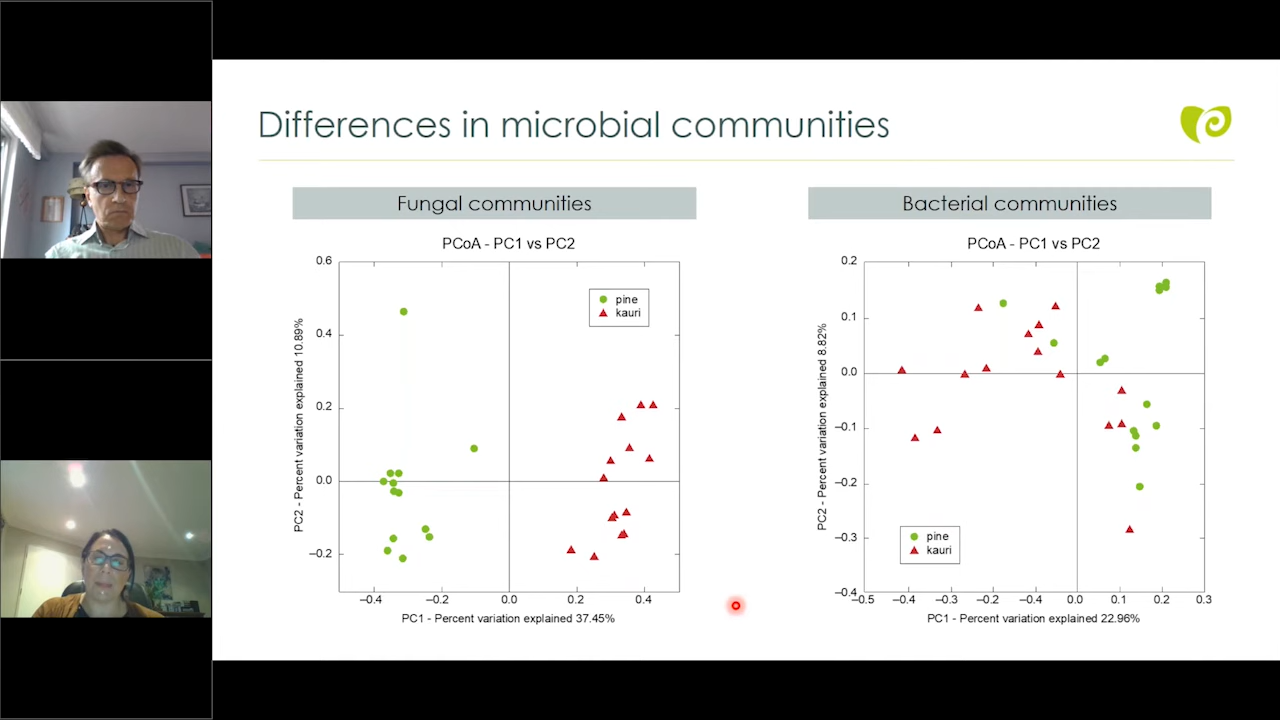 Differences in microbial communities
Fungal communities
PCoA - PC1 vs PC2
0.6
0.4
0.2
0.0
–0.2
PC2 - Percent variation explained 10.89%
pine
kauri
–0.4
–0.2
0.0
0.2
0.4
PC1 - Percent variation explained 37.45%
Bacterial communities
PCoA - PC1 vs PC2
0.2
0.1
0.0
–0.1
–0.2
–0.3
–0.4
PC2 - Percent variation explained 8.82%
pine
kauri
–0.5
–0.4
–0.3
–0.2
–0.1
0.0
0.1
0.2
0.3
PC1 - Percent variation explained 22.96%